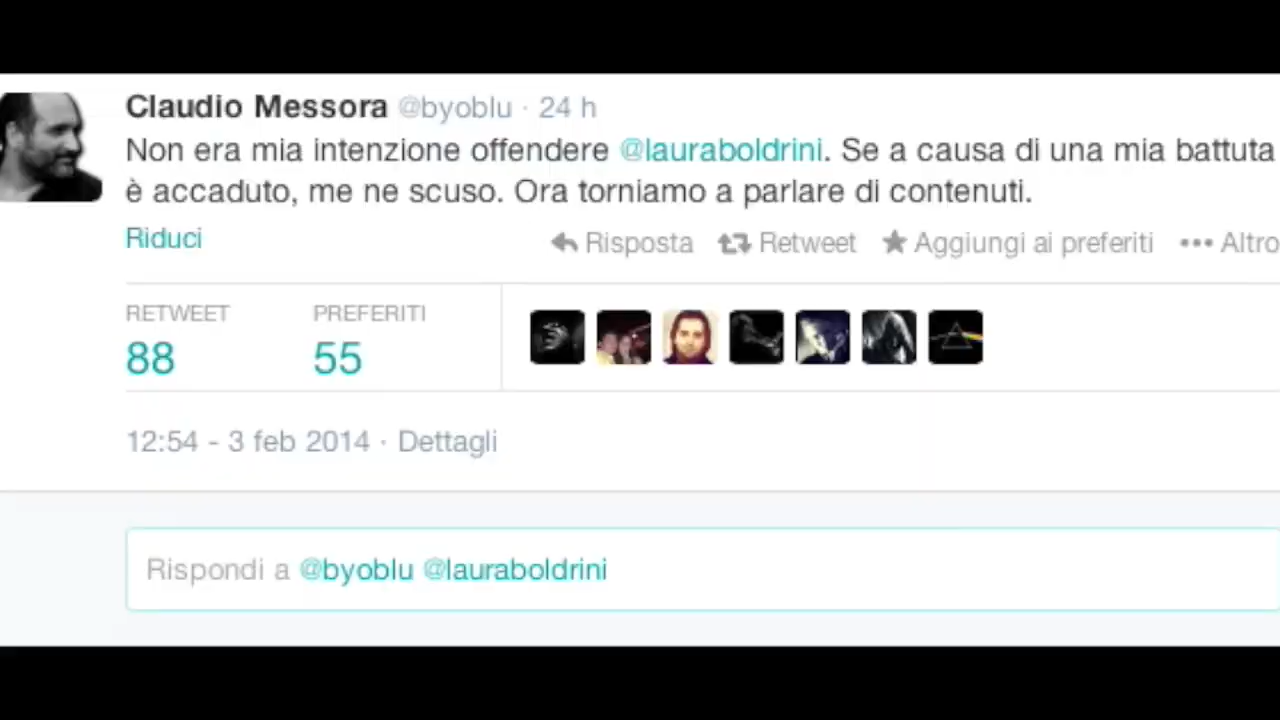 Claudio Messora @byoblu · 24 h
Non era mia intenzione offendere @lauraboldrini. Se a causa di una mia battuta
è accaduto, me ne scuso. Ora torniamo a parlare di contenuti.
Riduci Risposta Retweet Aggiungi ai preferiti Altro
RETWEET PREFERITI
88 55
12:54 - 3 feb 2014 · Dettagli
Rispondi a @byoblu @lauraboldrini